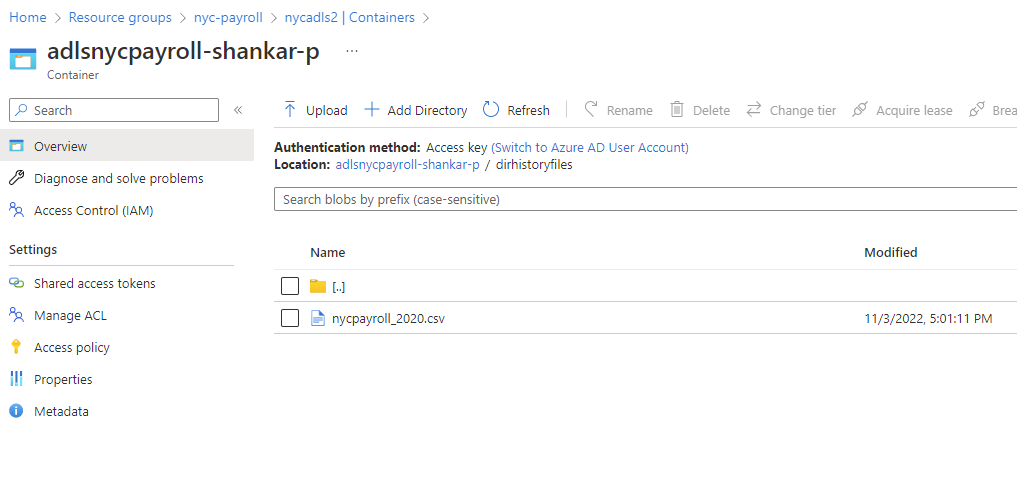 Home > Resource groups > nyc-payroll > nycadls2 | Containers >
adlsnycpayroll-shankar-p ...
Container
Search
«
Upload Add Directory Refresh Rename Delete Change tier Acquire lease Brea
Overview
Diagnose and solve problems
Access Control (IAM)
Settings
Shared access tokens
Manage ACL
Access policy
Properties
Metadata
Authentication method: Access key (Switch to Azure AD User Account)
Location: adlsnycpayroll-shankar-p / dirhistoryfiles
Search blobs by prefix (case-sensitive)
Name Modified
[..]
nycpayroll_2020.csv 11/3/2022, 5:01:11 PM